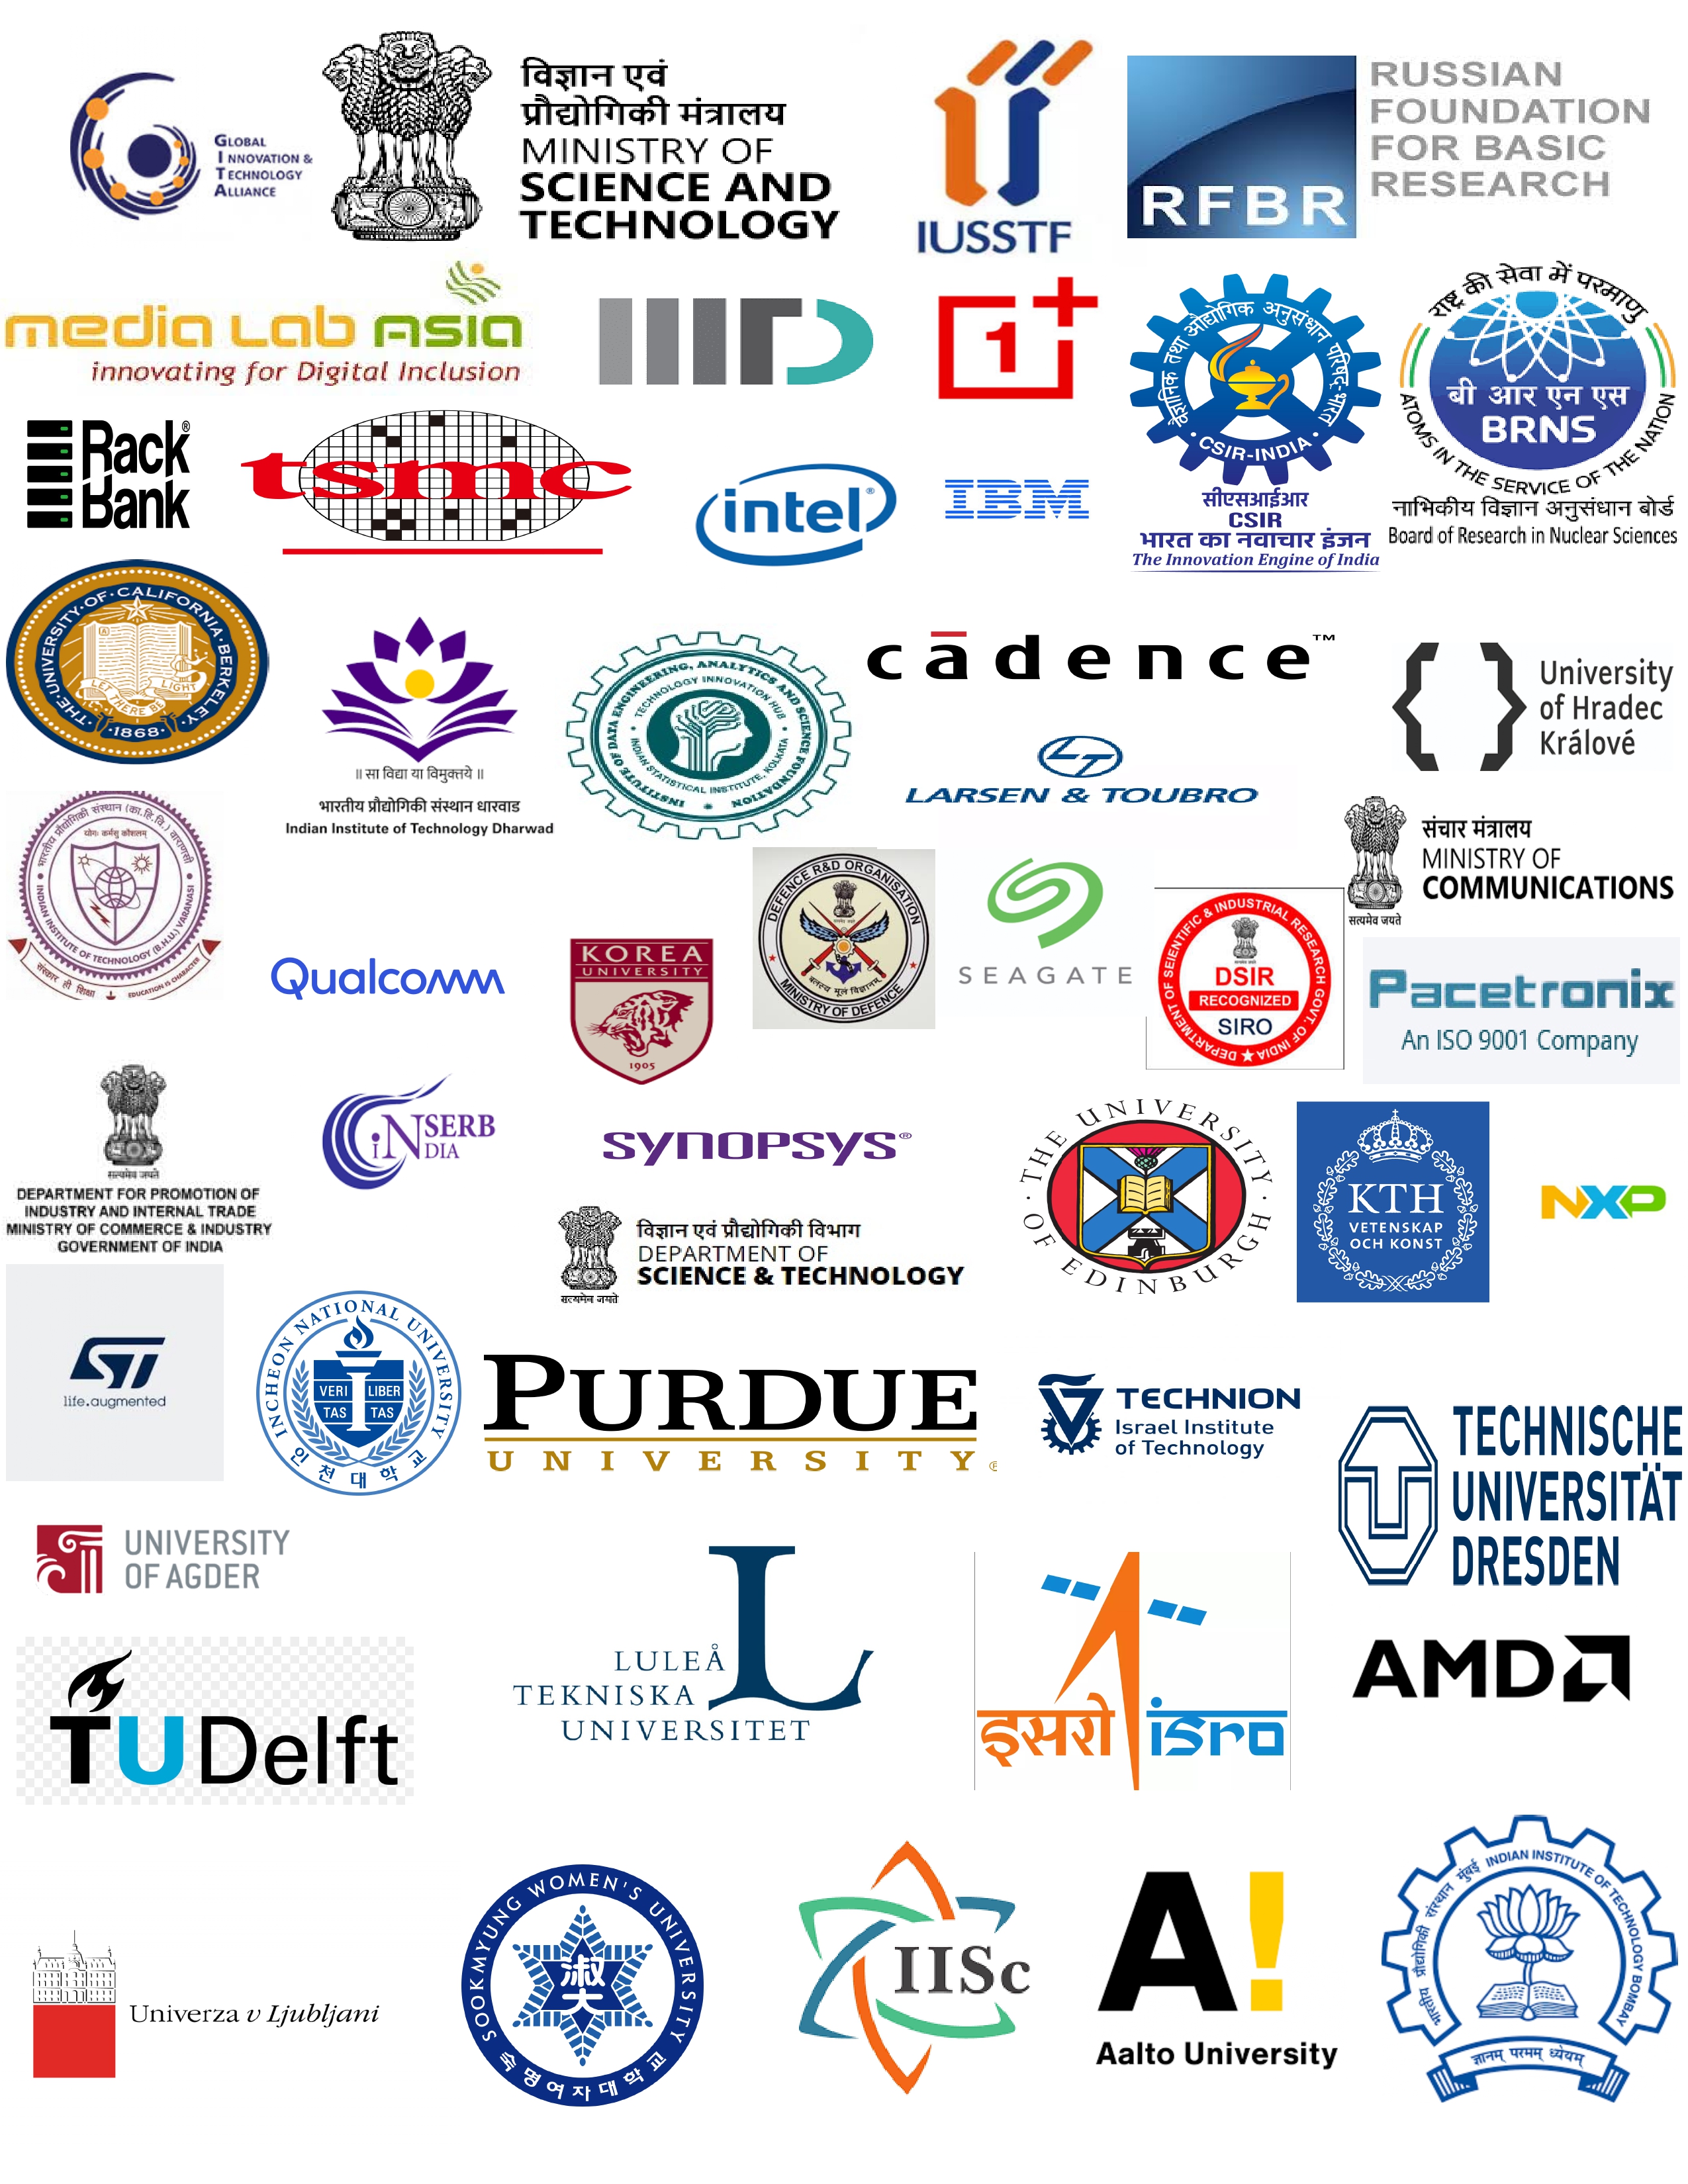 GLOBAL
INNOVATION &
TECHNOLOGY
ALLIANCE
विज्ञान एवं
प्रौद्योगिकी मंत्रालय
MINISTRY OF
SCIENCE AND
TECHNOLOGY
IUSSTF
RFBR
RUSSIAN
FOUNDATION
FOR BASIC
RESEARCH
media Lab Asia
innovating for Digital Inclusion
IIITD
1+
वैज्ञानिक तथा औद्योगिक अनुसंधान परिषद्-भारत
CSIR-INDIA
सीएसआईआर
CSIR
भारत का नवाचार इंजन
The Innovation Engine of India
राष्ट्र की सेवा में परमाणु
बी आर एन एस
BRNS
ATOMS IN THE SERVICE OF THE NATION
नाभिकीय विज्ञान अनुसंधान बोर्ड
Board of Research in Nuclear Sciences
Rack®
Bank
tsmc
intel®
IBM
THE·UNIVERSITY·OF·CALIFORNIA·BERKELEY
A
LET THERE BE LIGHT
·1868·
॥ सा विद्या या विमुक्तये ॥
भारतीय प्रौद्योगिकी संस्थान धारवाड
Indian Institute of Technology Dharwad
INSTITUTE OF DATA ENGINEERING, ANALYTICS AND SCIENCE FOUNDATION
TECHNOLOGY INNOVATION HUB
INDIAN STATISTICAL INSTITUTE, KOLKATA
cādence™
LT
LARSEN & TOUBRO
University
of Hradec
Králové
भारतीय प्रौद्योगिकी संस्थान (का.हि.वि.) वाराणसी
योगः कर्मसु कौशलम्
INDIAN INSTITUTE OF TECHNOLOGY (B.H.U.) VARANASI
संस्कार ही शिक्षा
EDUCATION IS CHARACTER
संचार मंत्रालय
MINISTRY OF
COMMUNICATIONS
सत्यमेव जयते
Qualcomm
KOREA
UNIVERSITY
1905
DEFENCE R&D ORGANISATION
बलस्य मूलं विज्ञानम्
MINISTRY OF DEFENCE
SEAGATE
DEPARTMENT OF SCIENTIFIC & INDUSTRIAL RESEARCH GOVT. OF INDIA
DSIR
RECOGNIZED
SIRO
Pacetronix
An ISO 9001 Company
सत्यमेव जयते
DEPARTMENT FOR PROMOTION OF
INDUSTRY AND INTERNAL TRADE
MINISTRY OF COMMERCE & INDUSTRY
GOVERNMENT OF INDIA
SERB
iNDIA
SYNOPSYS®
विज्ञान एवं प्रौद्योगिकी विभाग
DEPARTMENT OF
SCIENCE & TECHNOLOGY
सत्यमेव जयते
·THE UNIVERSITY·
OF EDINBURGH
KTH
VETENSKAP
OCH KONST
NXP
ST
life.augmented
INCHEON NATIONAL UNIVERSITY
VERI LIBER
TAS TAS
인천대학교
PURDUE
UNIVERSITY®
TECHNION
Israel Institute
of Technology
TECHNISCHE
UNIVERSITÄT
DRESDEN
UNIVERSITY
OF AGDER
LULEÅ
TEKNISKA
UNIVERSITET
L
इसरो isro
AMD
TUDelft
Univerza v Ljubljani
SOOKMYUNG WOMEN'S UNIVERSITY
淑大
숙명여자대학교
IISc
A!
Aalto University
भारतीय प्रौद्योगिकी संस्थान मुंबई
INDIAN INSTITUTE OF TECHNOLOGY BOMBAY
ज्ञानम् परमम् ध्येयम्